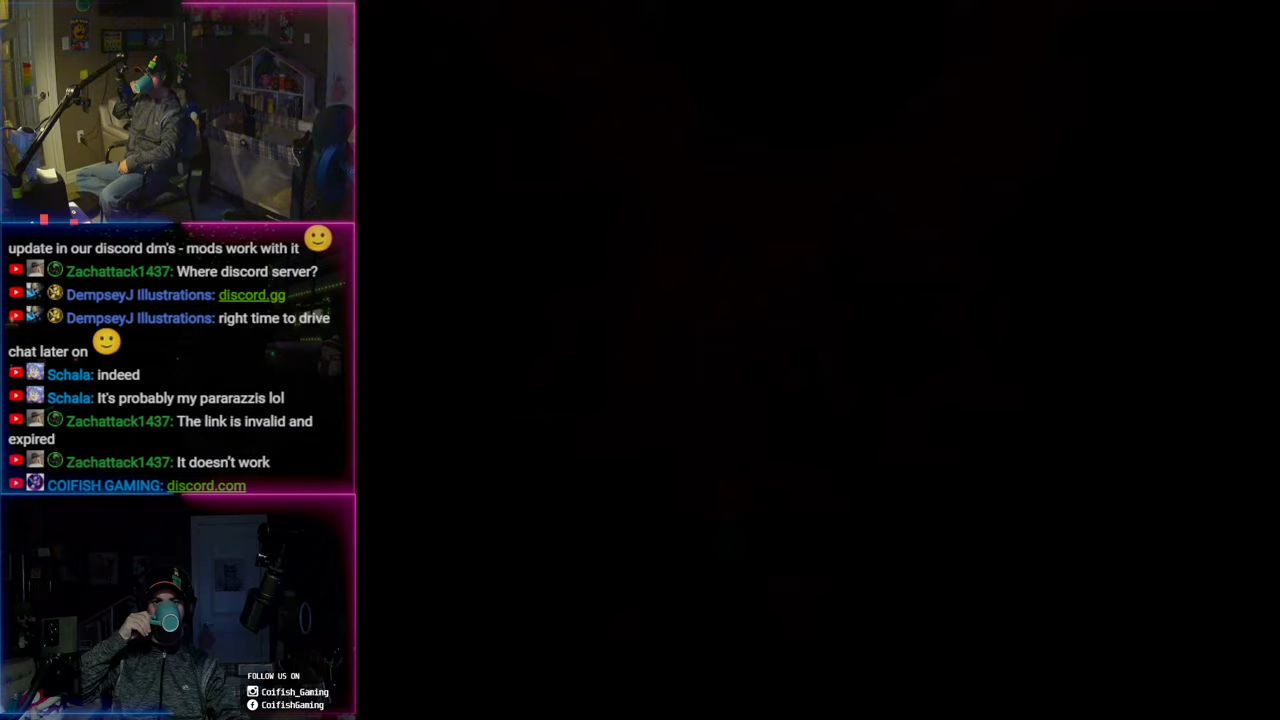 update in our discord dm's - mods work with it
Zachattack1437: Where discord server?
DempseyJ Illustrations: discord.gg
DempseyJ Illustrations: right time to drive
chat later on
Schala: indeed
Schala: It's probably my pararazzis lol
Zachattack1437: The link is invalid and
expired
Zachattack1437: It doesn't work
COIFISH GAMING: discord.com
FOLLOW US ON
Coifish_Gaming
CoifishGaming